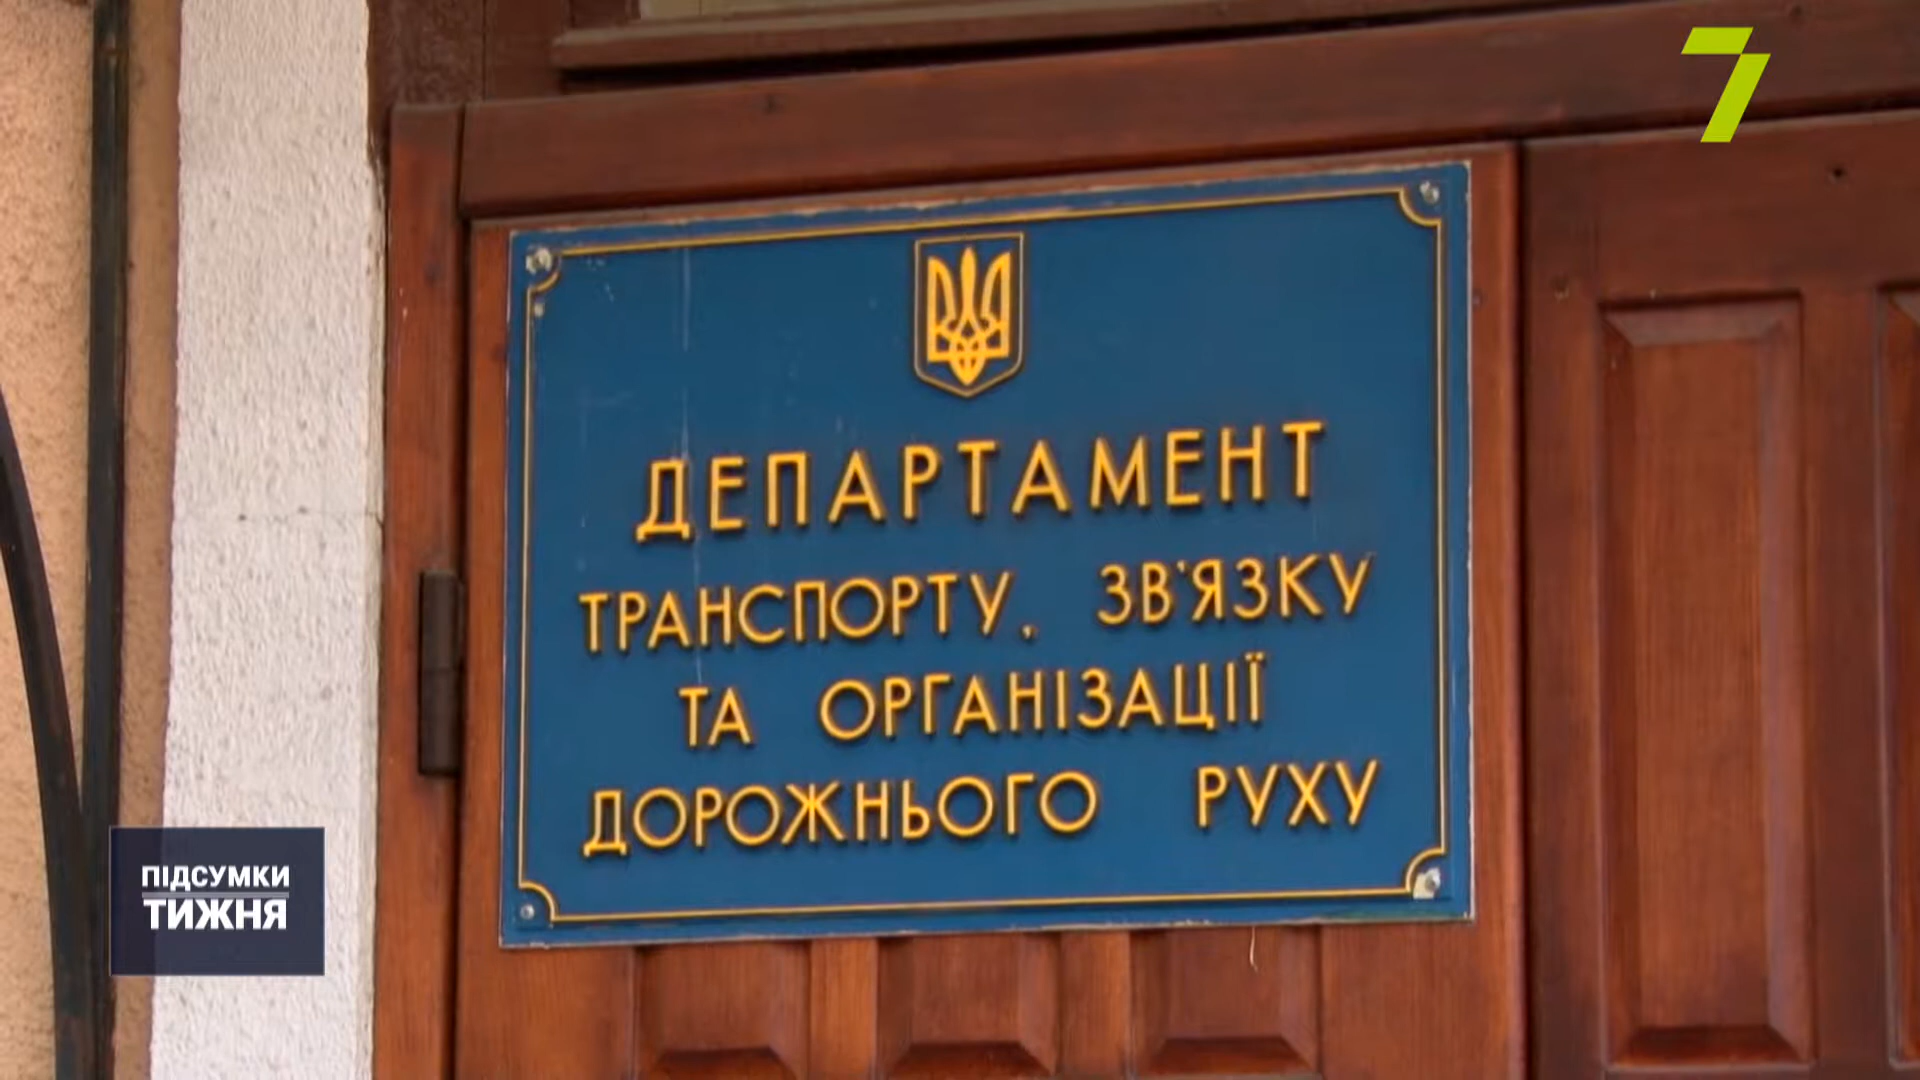 7
ДЕПАРТАМЕНТ
ТРАНСПОРТУ, ЗВ'ЯЗКУ
ТА ОРГАНІЗАЦІЇ
ДОРОЖНЬОГО РУХУ
ПІДСУМКИ
ТИЖНЯ